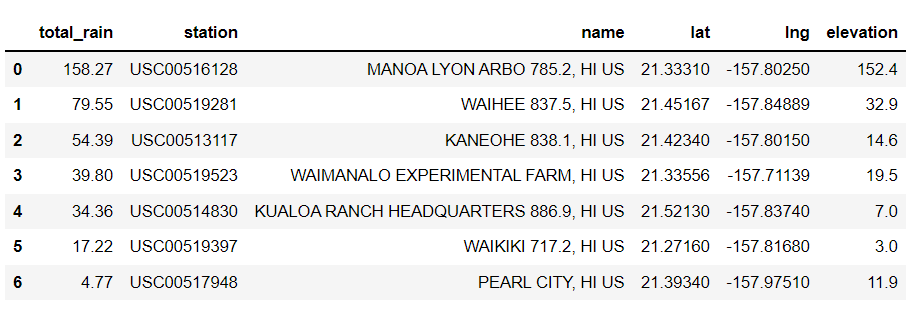 total_rain station name lat lng elevation
0 158.27 USC00516128 MANOA LYON ARBO 785.2, HI US 21.33310 -157.80250 152.4
1 79.55 USC00519281 WAIHEE 837.5, HI US 21.45167 -157.84889 32.9
2 54.39 USC00513117 KANEOHE 838.1, HI US 21.42340 -157.80150 14.6
3 39.80 USC00519523 WAIMANALO EXPERIMENTAL FARM, HI US 21.33556 -157.71139 19.5
4 34.36 USC00514830 KUALOA RANCH HEADQUARTERS 886.9, HI US 21.52130 -157.83740 7.0
5 17.22 USC00519397 WAIKIKI 717.2, HI US 21.27160 -157.81680 3.0
6 4.77 USC00517948 PEARL CITY, HI US 21.39340 -157.97510 11.9